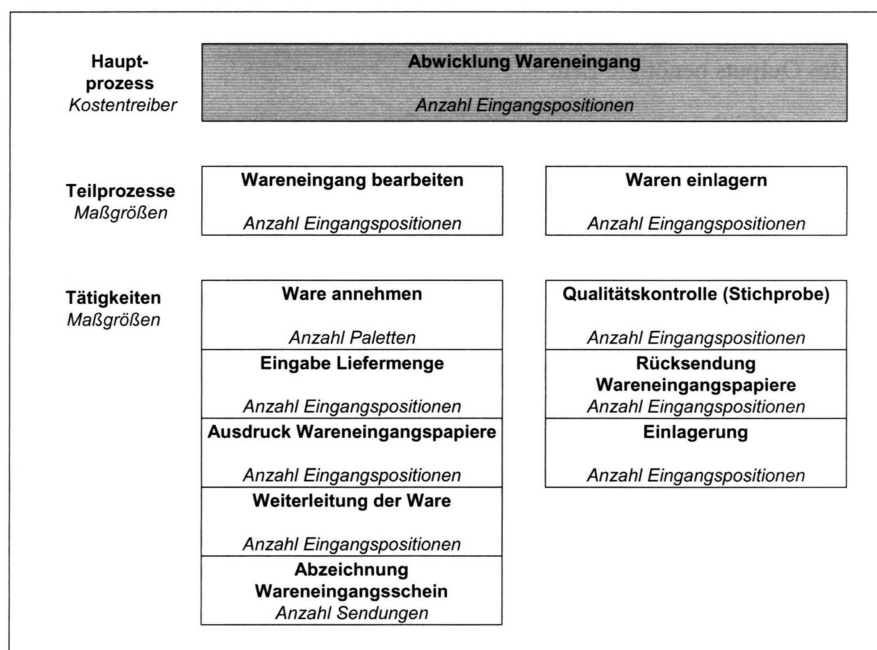 Haupt-
prozess
Kostentreiber
Abwicklung Wareneingang
Anzahl Eingangspositionen
Teilprozesse
Maßgrößen
Wareneingang bearbeiten
Anzahl Eingangspositionen
Waren einlagern
Anzahl Eingangspositionen
Tätigkeiten
Maßgrößen
Ware annehmen
Anzahl Paletten
Eingabe Liefermenge
Anzahl Eingangspositionen
Ausdruck Wareneingangspapiere
Anzahl Eingangspositionen
Weiterleitung der Ware
Anzahl Eingangspositionen
Abzeichnung
Wareneingangsschein
Anzahl Sendungen
Qualitätskontrolle (Stichprobe)
Anzahl Eingangspositionen
Rücksendung
Wareneingangspapiere
Anzahl Eingangspositionen
Einlagerung
Anzahl Eingangspositionen